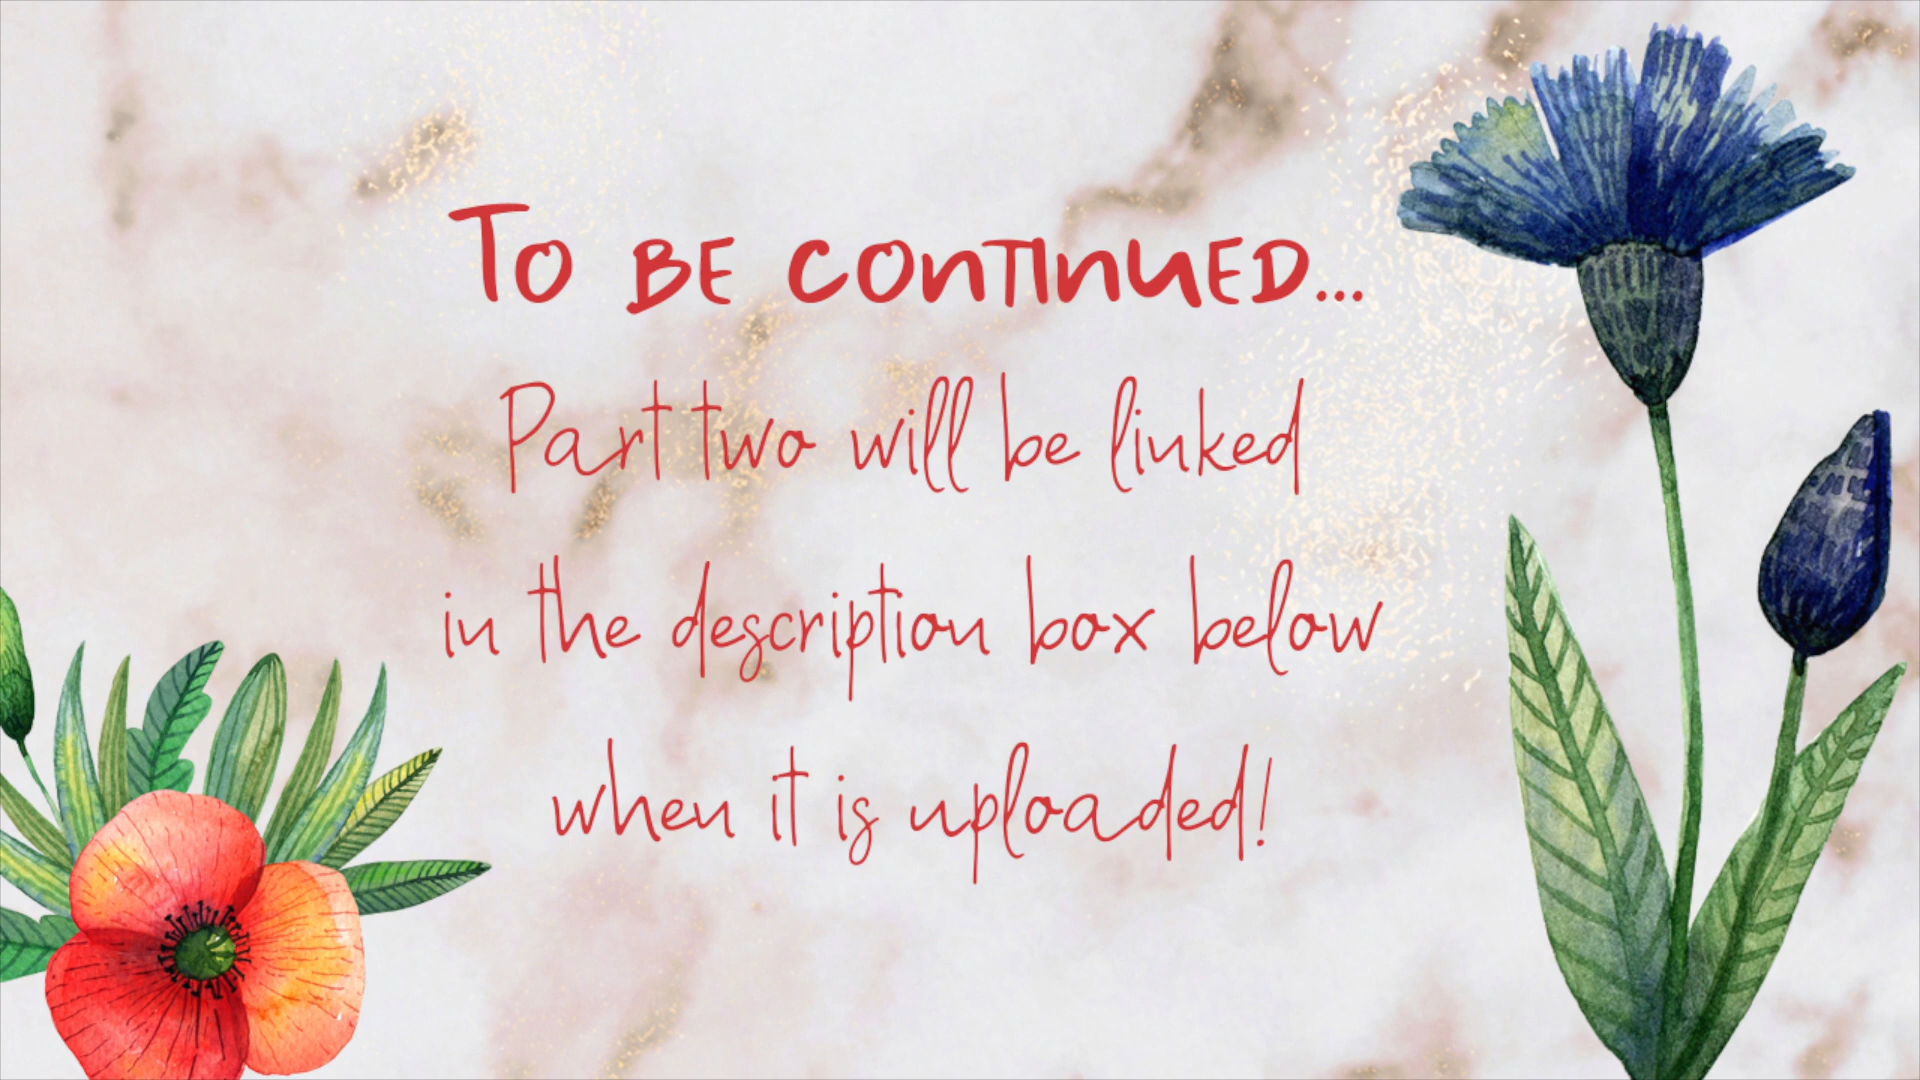 To be continued...
Part two will be linked
in the description box below
when it is uploaded!